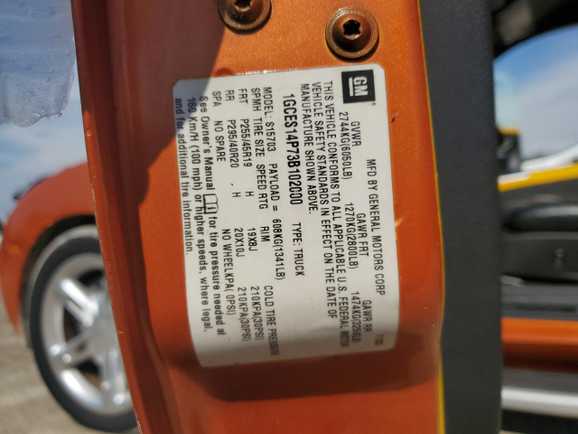 GM
MFD BY GENERAL MOTORS CORP
GVWR GAWR FRT GAWR RR
2744KG(6050LB) 1270KG(2800LB) 1474KG(3250LB)
THIS VEHICLE CONFORMS TO ALL APPLICABLE U.S. FEDERAL MOTOR
VEHICLE SAFETY STANDARDS IN EFFECT ON THE DATE OF
MANUFACTURE SHOWN ABOVE.
1GCES14P73B102000 TYPE: TRUCK
MODEL: S15703 PAYLOAD = 608KG(1341LB)
SPMH TIRE SIZE SPEED RTG RIM COLD TIRE PRESSURE
FRT P255/45R19 H 19X8J 210KPA(30PSI)
RR P295/40R20 , H 20X10J 210KPA(30PSI)
SPA NO SPARE NO WHEEL KPA( 0PSI)
See Owner's Manual for tire pressure needed at
160 Km/H (100 mph) or higher speeds, where legal,
and for additional tire information.